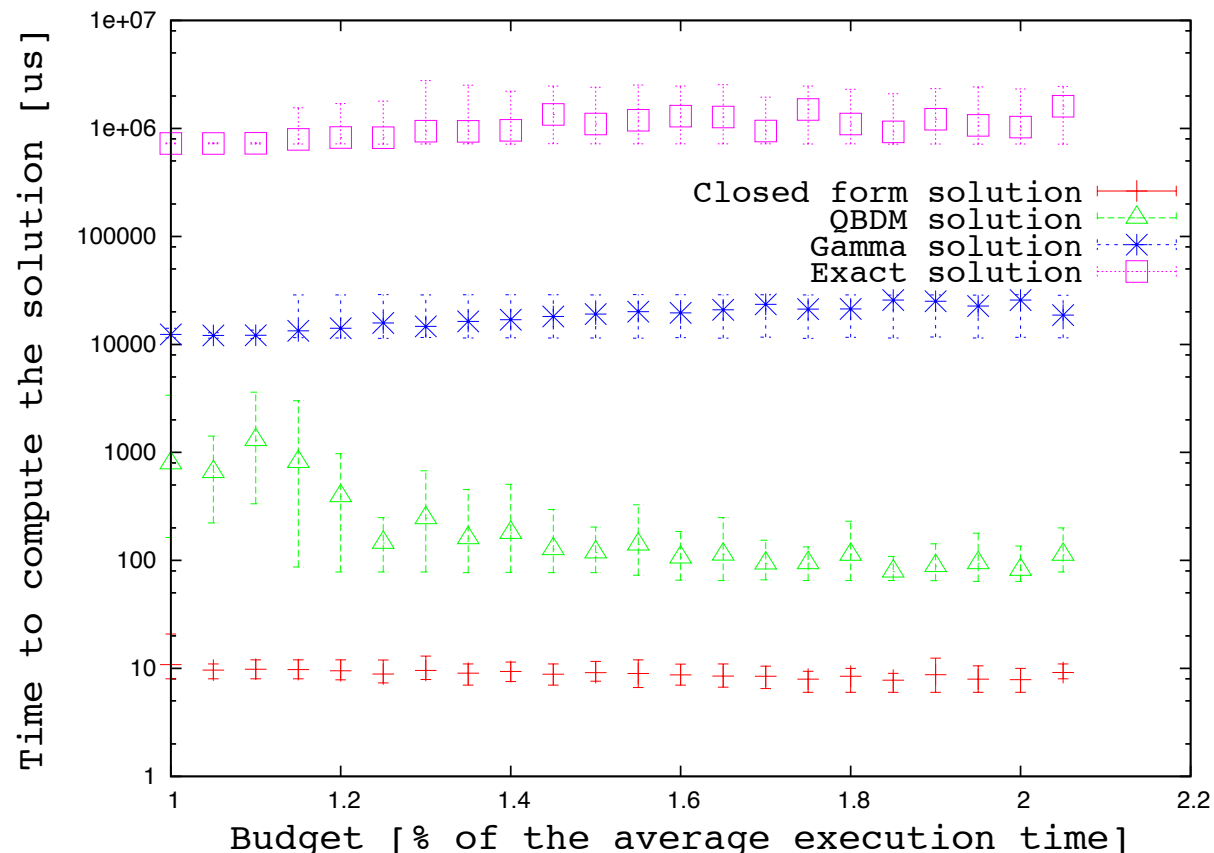 Time to compute the solution [us]
1e+07
1e+06
100000
10000
1000
100
10
1
Closed form solution
QBDM solution
Gamma solution
Exact solution
1
1.2
1.4
1.6
1.8
2
2.2
Budget [% of the average execution time]